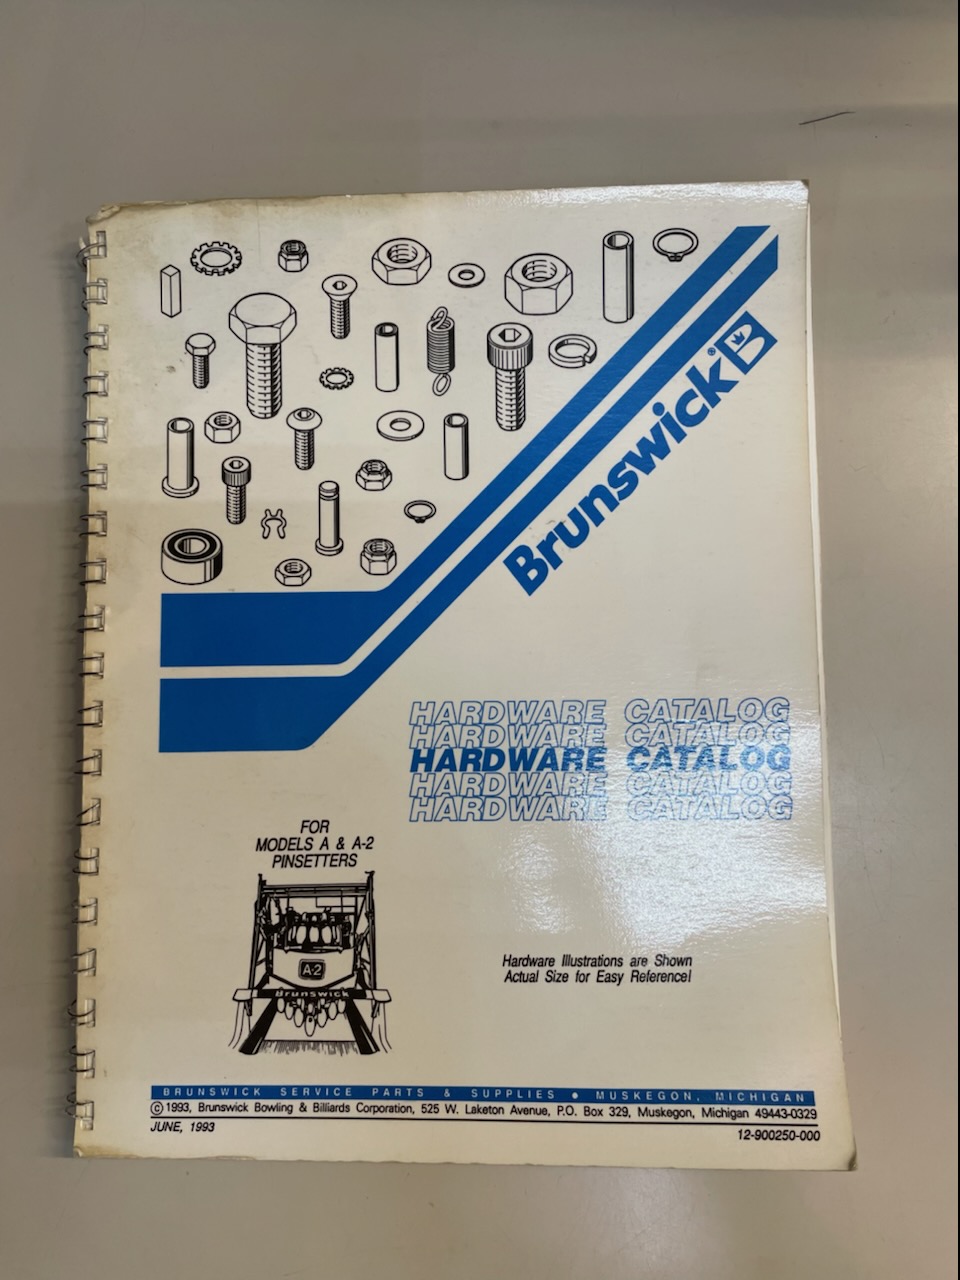 Brunswick® B
HARDWARE CATALOG
HARDWARE CATALOG
HARDWARE CATALOG
HARDWARE CATALOG
HARDWARE CATALOG
FOR
MODELS A & A-2
PINSETTERS
A-2
Brunswick
Hardware Illustrations are Shown
Actual Size for Easy Reference!
BRUNSWICK SERVICE PARTS & SUPPLIES ● MUSKEGON, MICHIGAN
©1993, Brunswick Bowling & Billiards Corporation, 525 W. Laketon Avenue, P.O. Box 329, Muskegon, Michigan 49443-0329
JUNE, 1993
12-900250-000